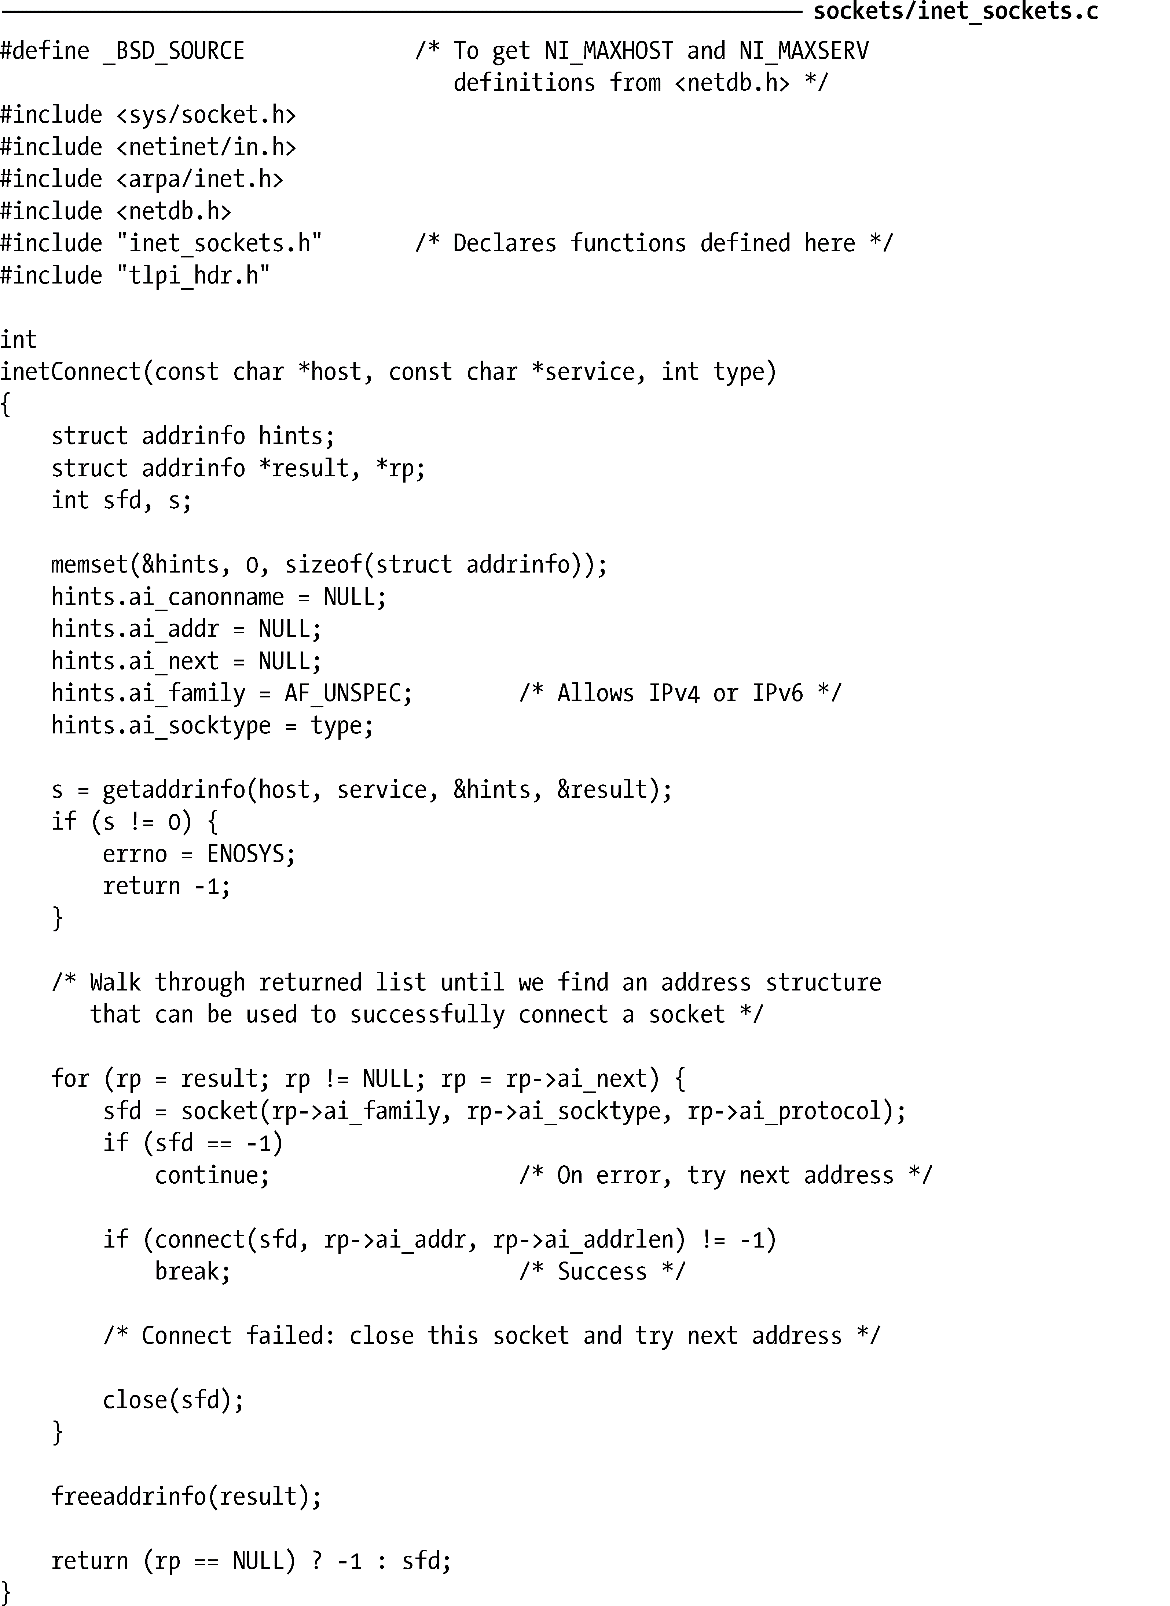 sockets/inet_sockets.c
#define _BSD_SOURCE             /* To get NI_MAXHOST and NI_MAXSERV
                                   definitions from <netdb.h> */
#include <sys/socket.h>
#include <netinet/in.h>
#include <arpa/inet.h>
#include <netdb.h>
#include "inet_sockets.h"       /* Declares functions defined here */
#include "tlpi_hdr.h"

int
inetConnect(const char *host, const char *service, int type)
{
    struct addrinfo hints;
    struct addrinfo *result, *rp;
    int sfd, s;

    memset(&hints, 0, sizeof(struct addrinfo));
    hints.ai_canonname = NULL;
    hints.ai_addr = NULL;
    hints.ai_next = NULL;
    hints.ai_family = AF_UNSPEC;        /* Allows IPv4 or IPv6 */
    hints.ai_socktype = type;

    s = getaddrinfo(host, service, &hints, &result);
    if (s != 0) {
        errno = ENOSYS;
        return -1;
    }

    /* Walk through returned list until we find an address structure
       that can be used to successfully connect a socket */

    for (rp = result; rp != NULL; rp = rp->ai_next) {
        sfd = socket(rp->ai_family, rp->ai_socktype, rp->ai_protocol);
        if (sfd == -1)
            continue;                   /* On error, try next address */

        if (connect(sfd, rp->ai_addr, rp->ai_addrlen) != -1)
            break;                      /* Success */

        /* Connect failed: close this socket and try next address */

        close(sfd);
    }

    freeaddrinfo(result);

    return (rp == NULL) ? -1 : sfd;
}